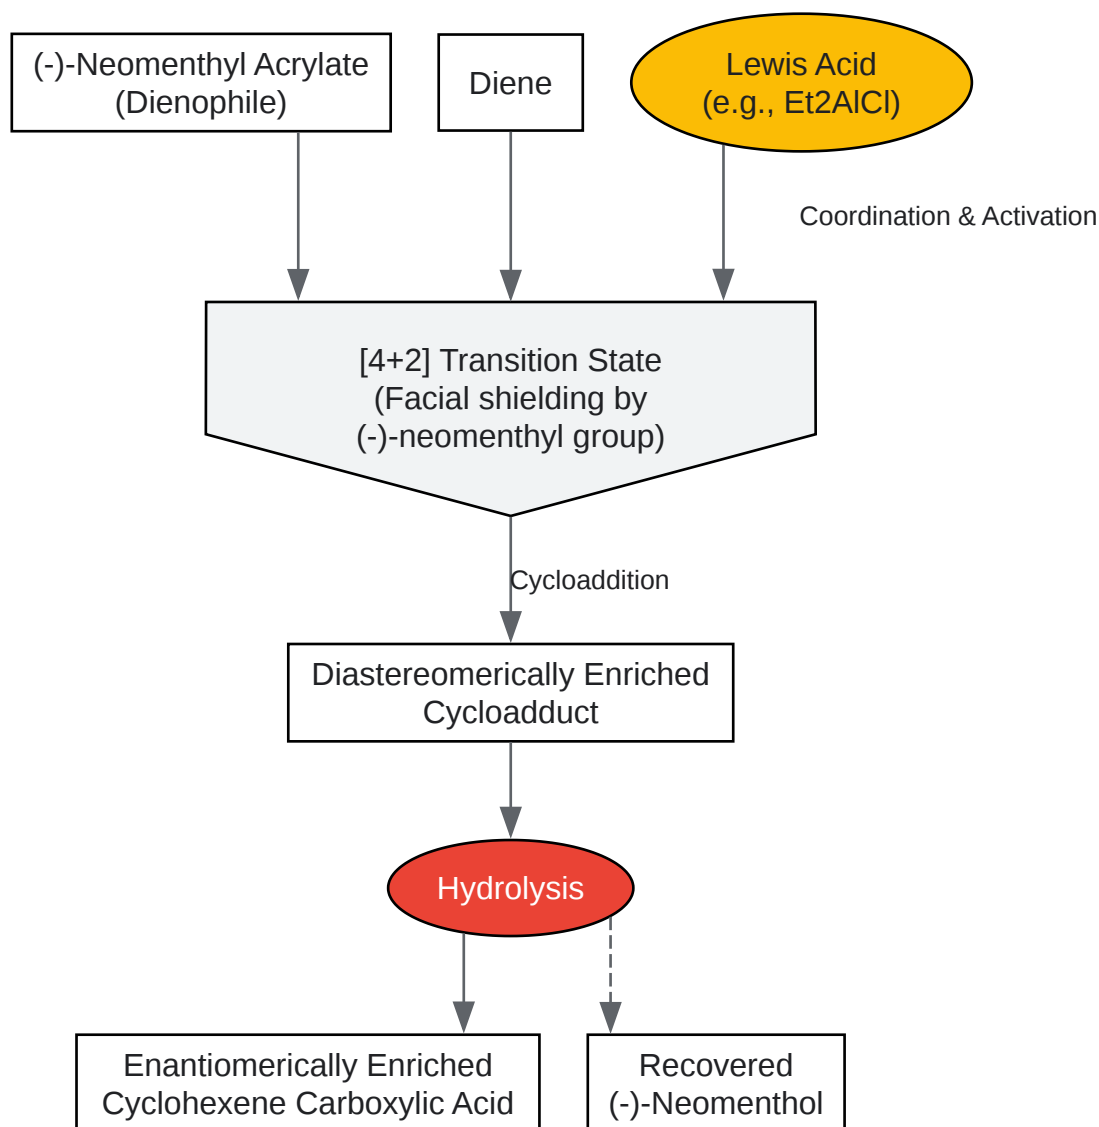 (-)-Neomenthyl Acrylate
(Dienophile)
Diene
Lewis Acid
(e.g., Et2AlCl)
Coordination & Activation
[4+2] Transition State
(Facial shielding by
(-)-neomenthyl group)
Cycloaddition
Diastereomerically Enriched
Cycloadduct
Hydrolysis
Enantiomerically Enriched
Cyclohexene Carboxylic Acid
Recovered
(-)-Neomenthol